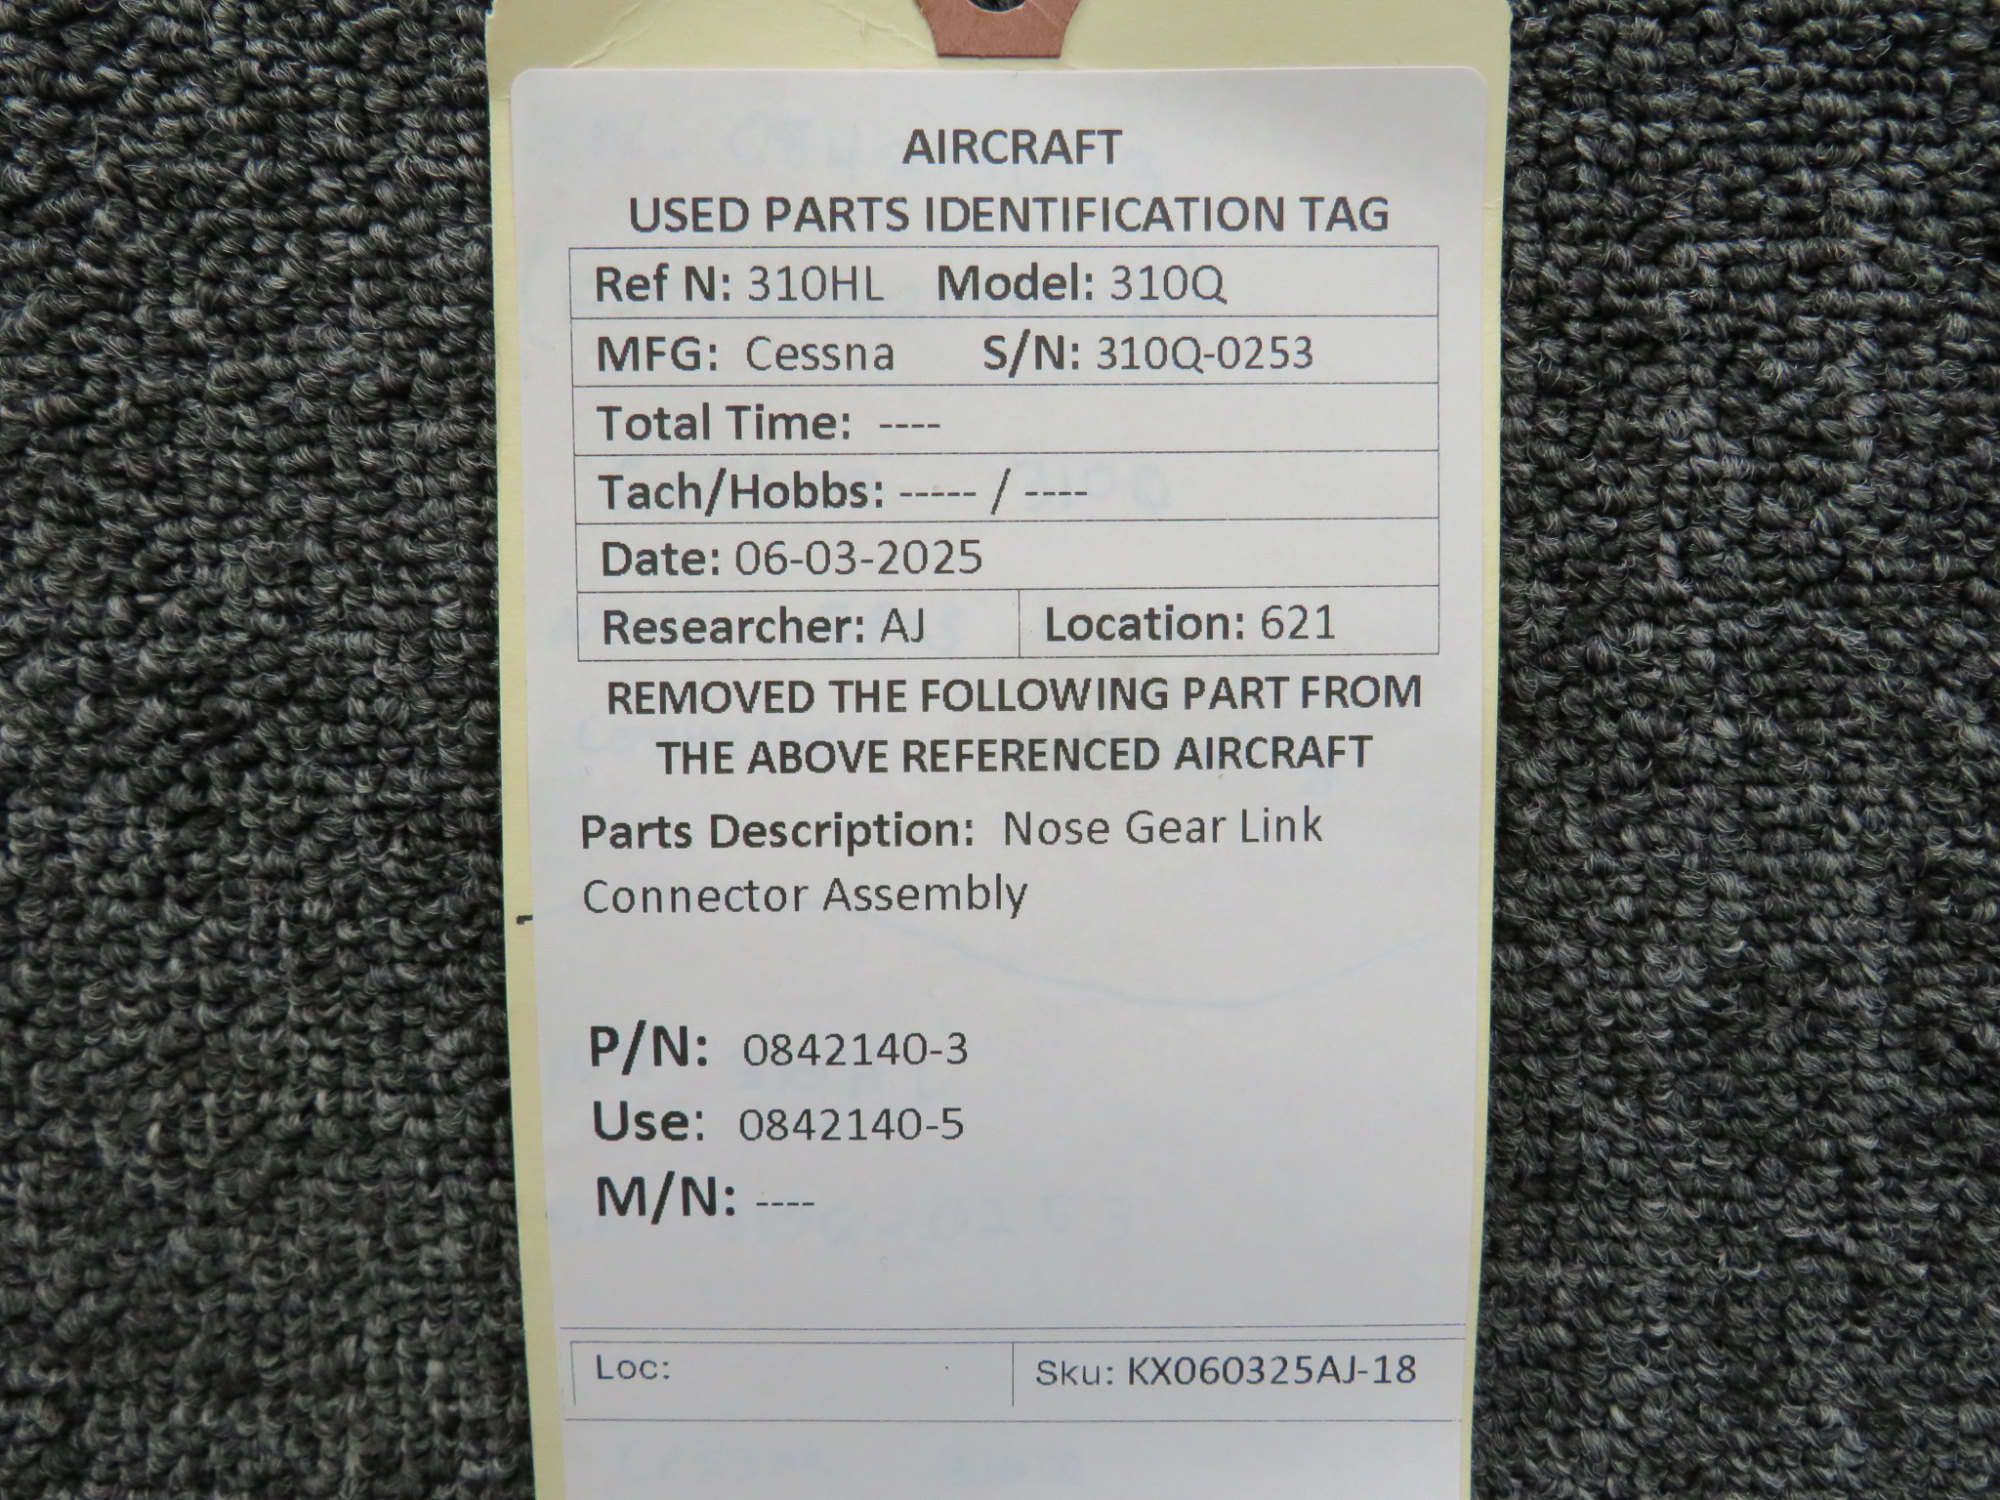 AIRCRAFT
USED PARTS IDENTIFICATION TAG
Ref N: 310HL Model: 310Q
MFG: Cessna S/N: 310Q-0253
Total Time: ----
Tach/Hobbs: ----- / ----
Date: 06-03-2025
Researcher: AJ Location: 621
REMOVED THE FOLLOWING PART FROM
THE ABOVE REFERENCED AIRCRAFT
Parts Description: Nose Gear Link
Connector Assembly
P/N: 0842140-3
Use: 0842140-5
M/N: ----
Loc: Sku: KX060325AJ-18